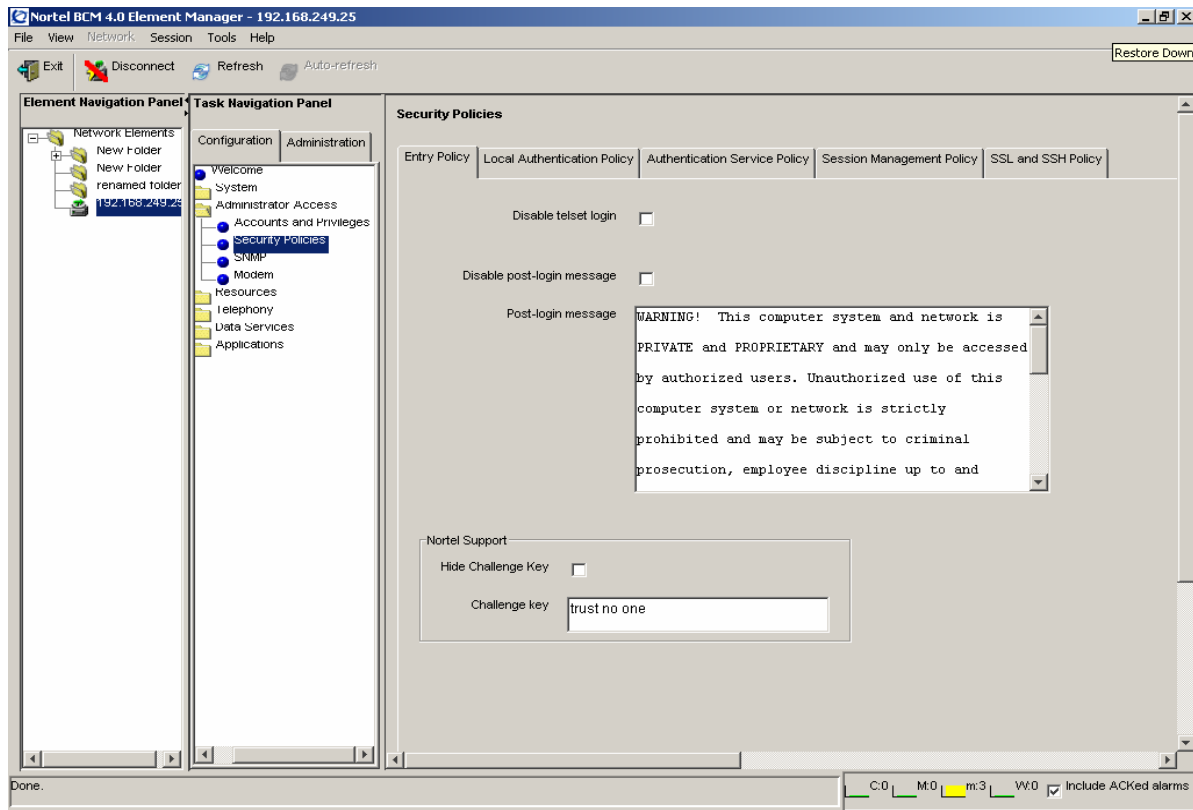 Nortel BCM 4.0 Element Manager - 192.168.249.25
File View Network Session Tools Help
Restore Down
Exit Disconnect Refresh Auto-refresh
Element Navigation Panel
Network Elements
New Folder
New Folder
renamed folder
192.168.249.25
Task Navigation Panel
Configuration Administration
Welcome
System
Administrator Access
Accounts and Privileges
Security Policies
SNMP
Modem
Resources
Telephony
Data Services
Applications
Security Policies
Entry Policy Local Authentication Policy Authentication Service Policy Session Management Policy SSL and SSH Policy
Disable telset login
Disable post-login message
Post-login message
WARNING! This computer system and network is
PRIVATE and PROPRIETARY and may only be accessed
by authorized users. Unauthorized use of this
computer system or network is strictly
prohibited and may be subject to criminal
prosecution, employee discipline up to and
Nortel Support
Hide Challenge Key
Challenge key
trust no one
Done.
C:0 M:0 m:3 W:0 Include ACKed alarms